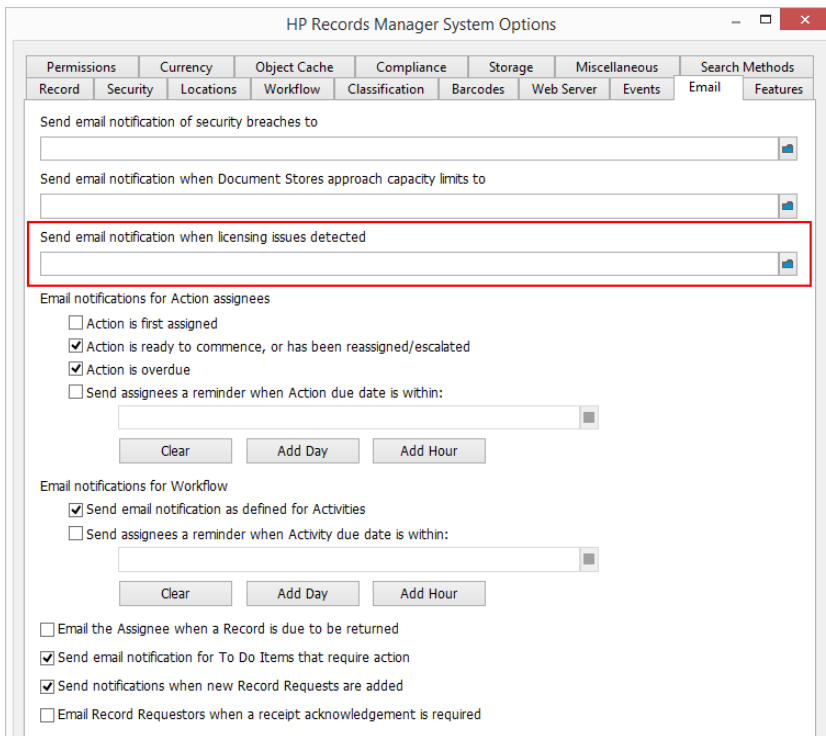 HP Records Manager System Options
Permissions Currency Object Cache Compliance Storage Miscellaneous Search Methods
Record Security Locations Workflow Classification Barcodes Web Server Events Email Features
Send email notification of security breaches to
Send email notification when Document Stores approach capacity limits to
Send email notification when licensing issues detected
Email notifications for Action assignees
Action is first assigned
Action is ready to commence, or has been reassigned/escalated
Action is overdue
Send assignees a reminder when Action due date is within:
Clear Add Day Add Hour
Email notifications for Workflow
Send email notification as defined for Activities
Send assignees a reminder when Activity due date is within:
Clear Add Day Add Hour
Email the Assignee when a Record is due to be returned
Send email notification for To Do Items that require action
Send notifications when new Record Requests are added
Email Record Requestors when a receipt acknowledgement is required